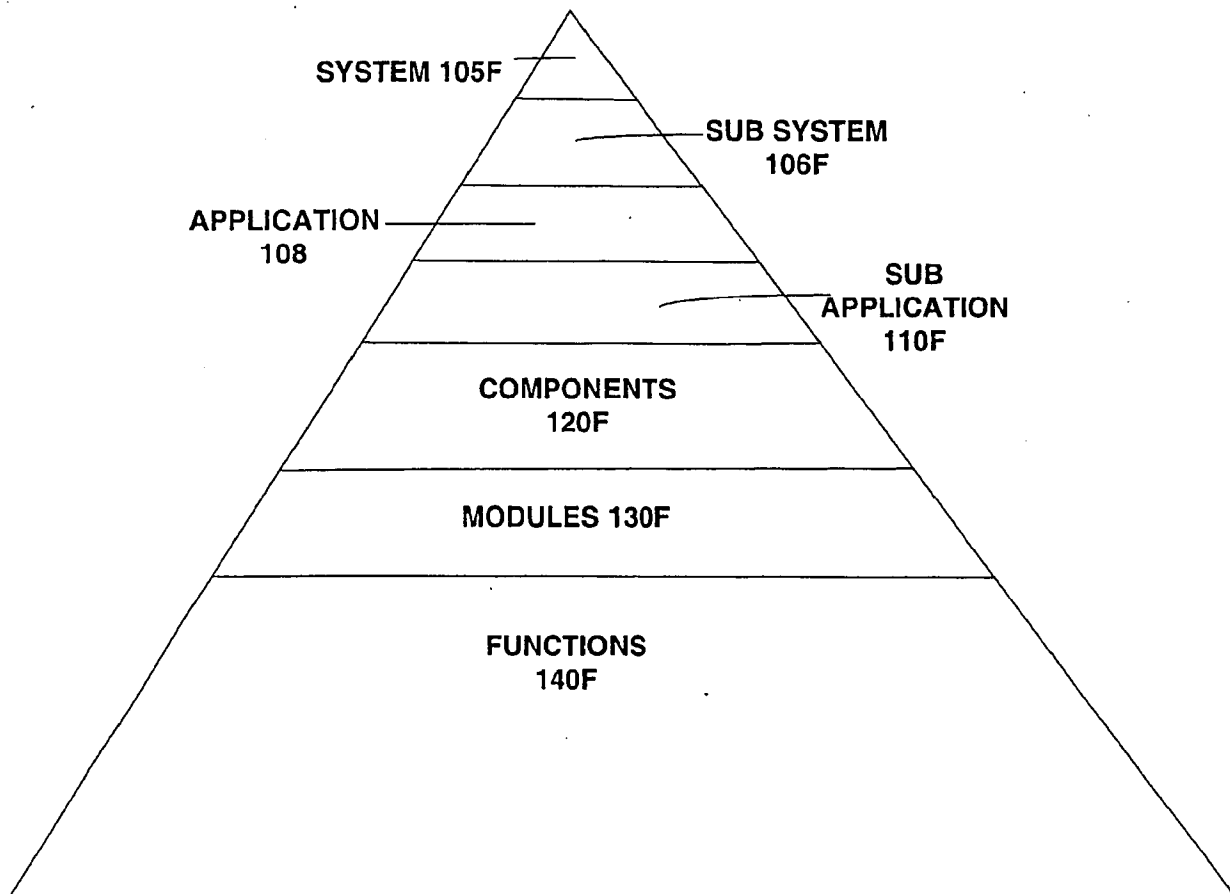 SYSTEM 105F
SUB SYSTEM
106F
APPLICATION
108
SUB
APPLICATION
110F
COMPONENTS
120F
MODULES 130F
FUNCTIONS
140F